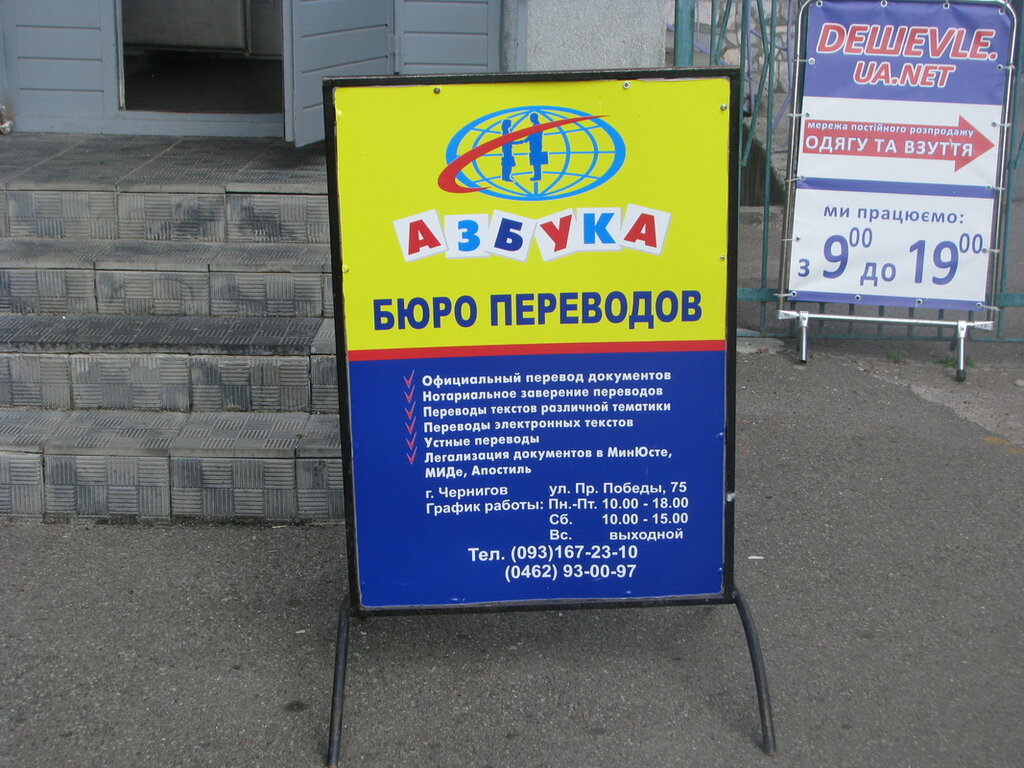 АЗБУКА
БЮРО ПЕРЕВОДОВ
Официальный перевод документов
Нотариальное заверение переводов
Переводы текстов различной тематики
Переводы электронных текстов
Устные переводы
Легализация документов в МинЮсте,
МИДе, Апостиль
г. Чернигов ул. Пр. Победы, 75
График работы: Пн.-Пт. 10.00 - 18.00
Сб. 10.00 - 15.00
Вс. выходной
Тел. (093)167-23-10
(0462) 93-00-97
DEШEVLE.
UA.NET
мережа постійного розпродажу
ОДЯГУ ТА ВЗУТТЯ
ми працюємо:
з 900 до 1900